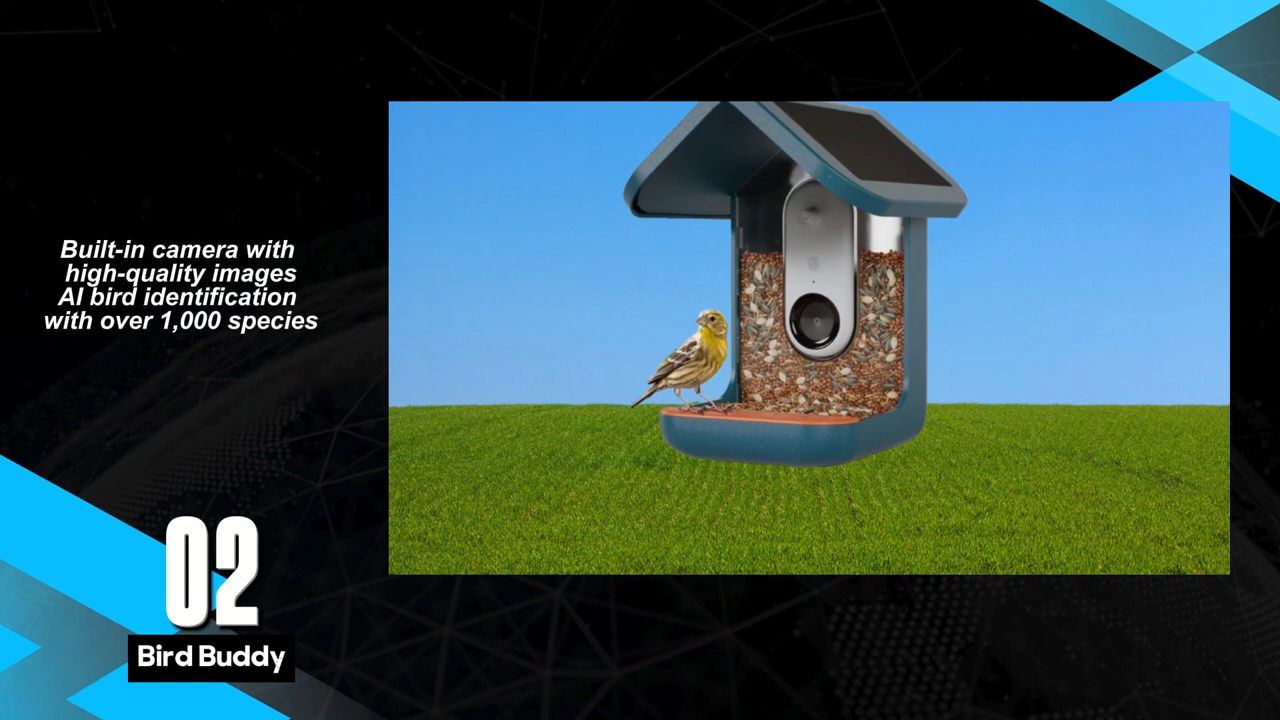 Built-in camera with
high-quality images
AI bird identification
with over 1,000 species
02
Bird Buddy